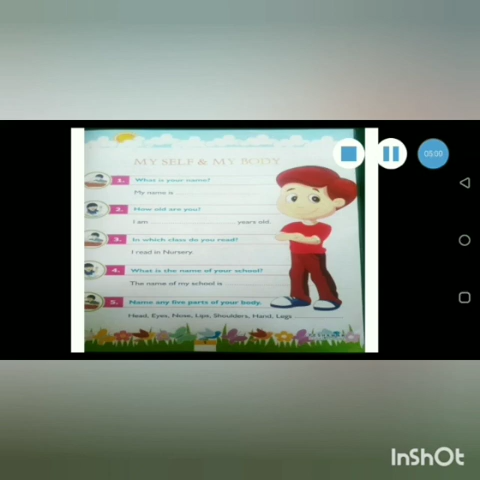 MY SELF & MY BODY
05:00
1. What is your name?
My name is
2. How old are you?
I am years old.
3. In which class do you read?
I read in Nursery.
4. What is the name of your school?
The name of my school is
5. Name any five parts of your body.
Head, Eyes, Nose, Lips, Shoulders, Hand, Legs
InShOt